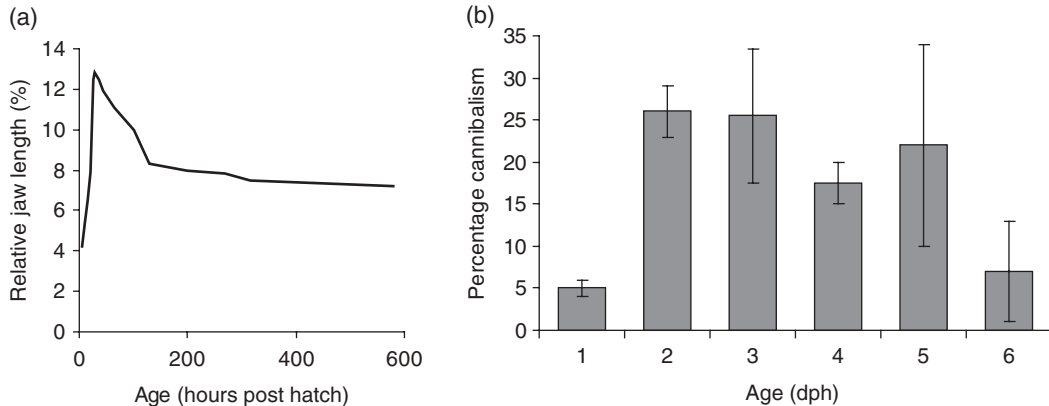 (a)
Relative jaw length (%)
14
12
10
8
6
4
2
0
0 200 400 600
Age (hours post hatch)
(b)
Percentage cannibalism
35
30
25
20
15
10
5
0
1 2 3 4 5 6
Age (dph)